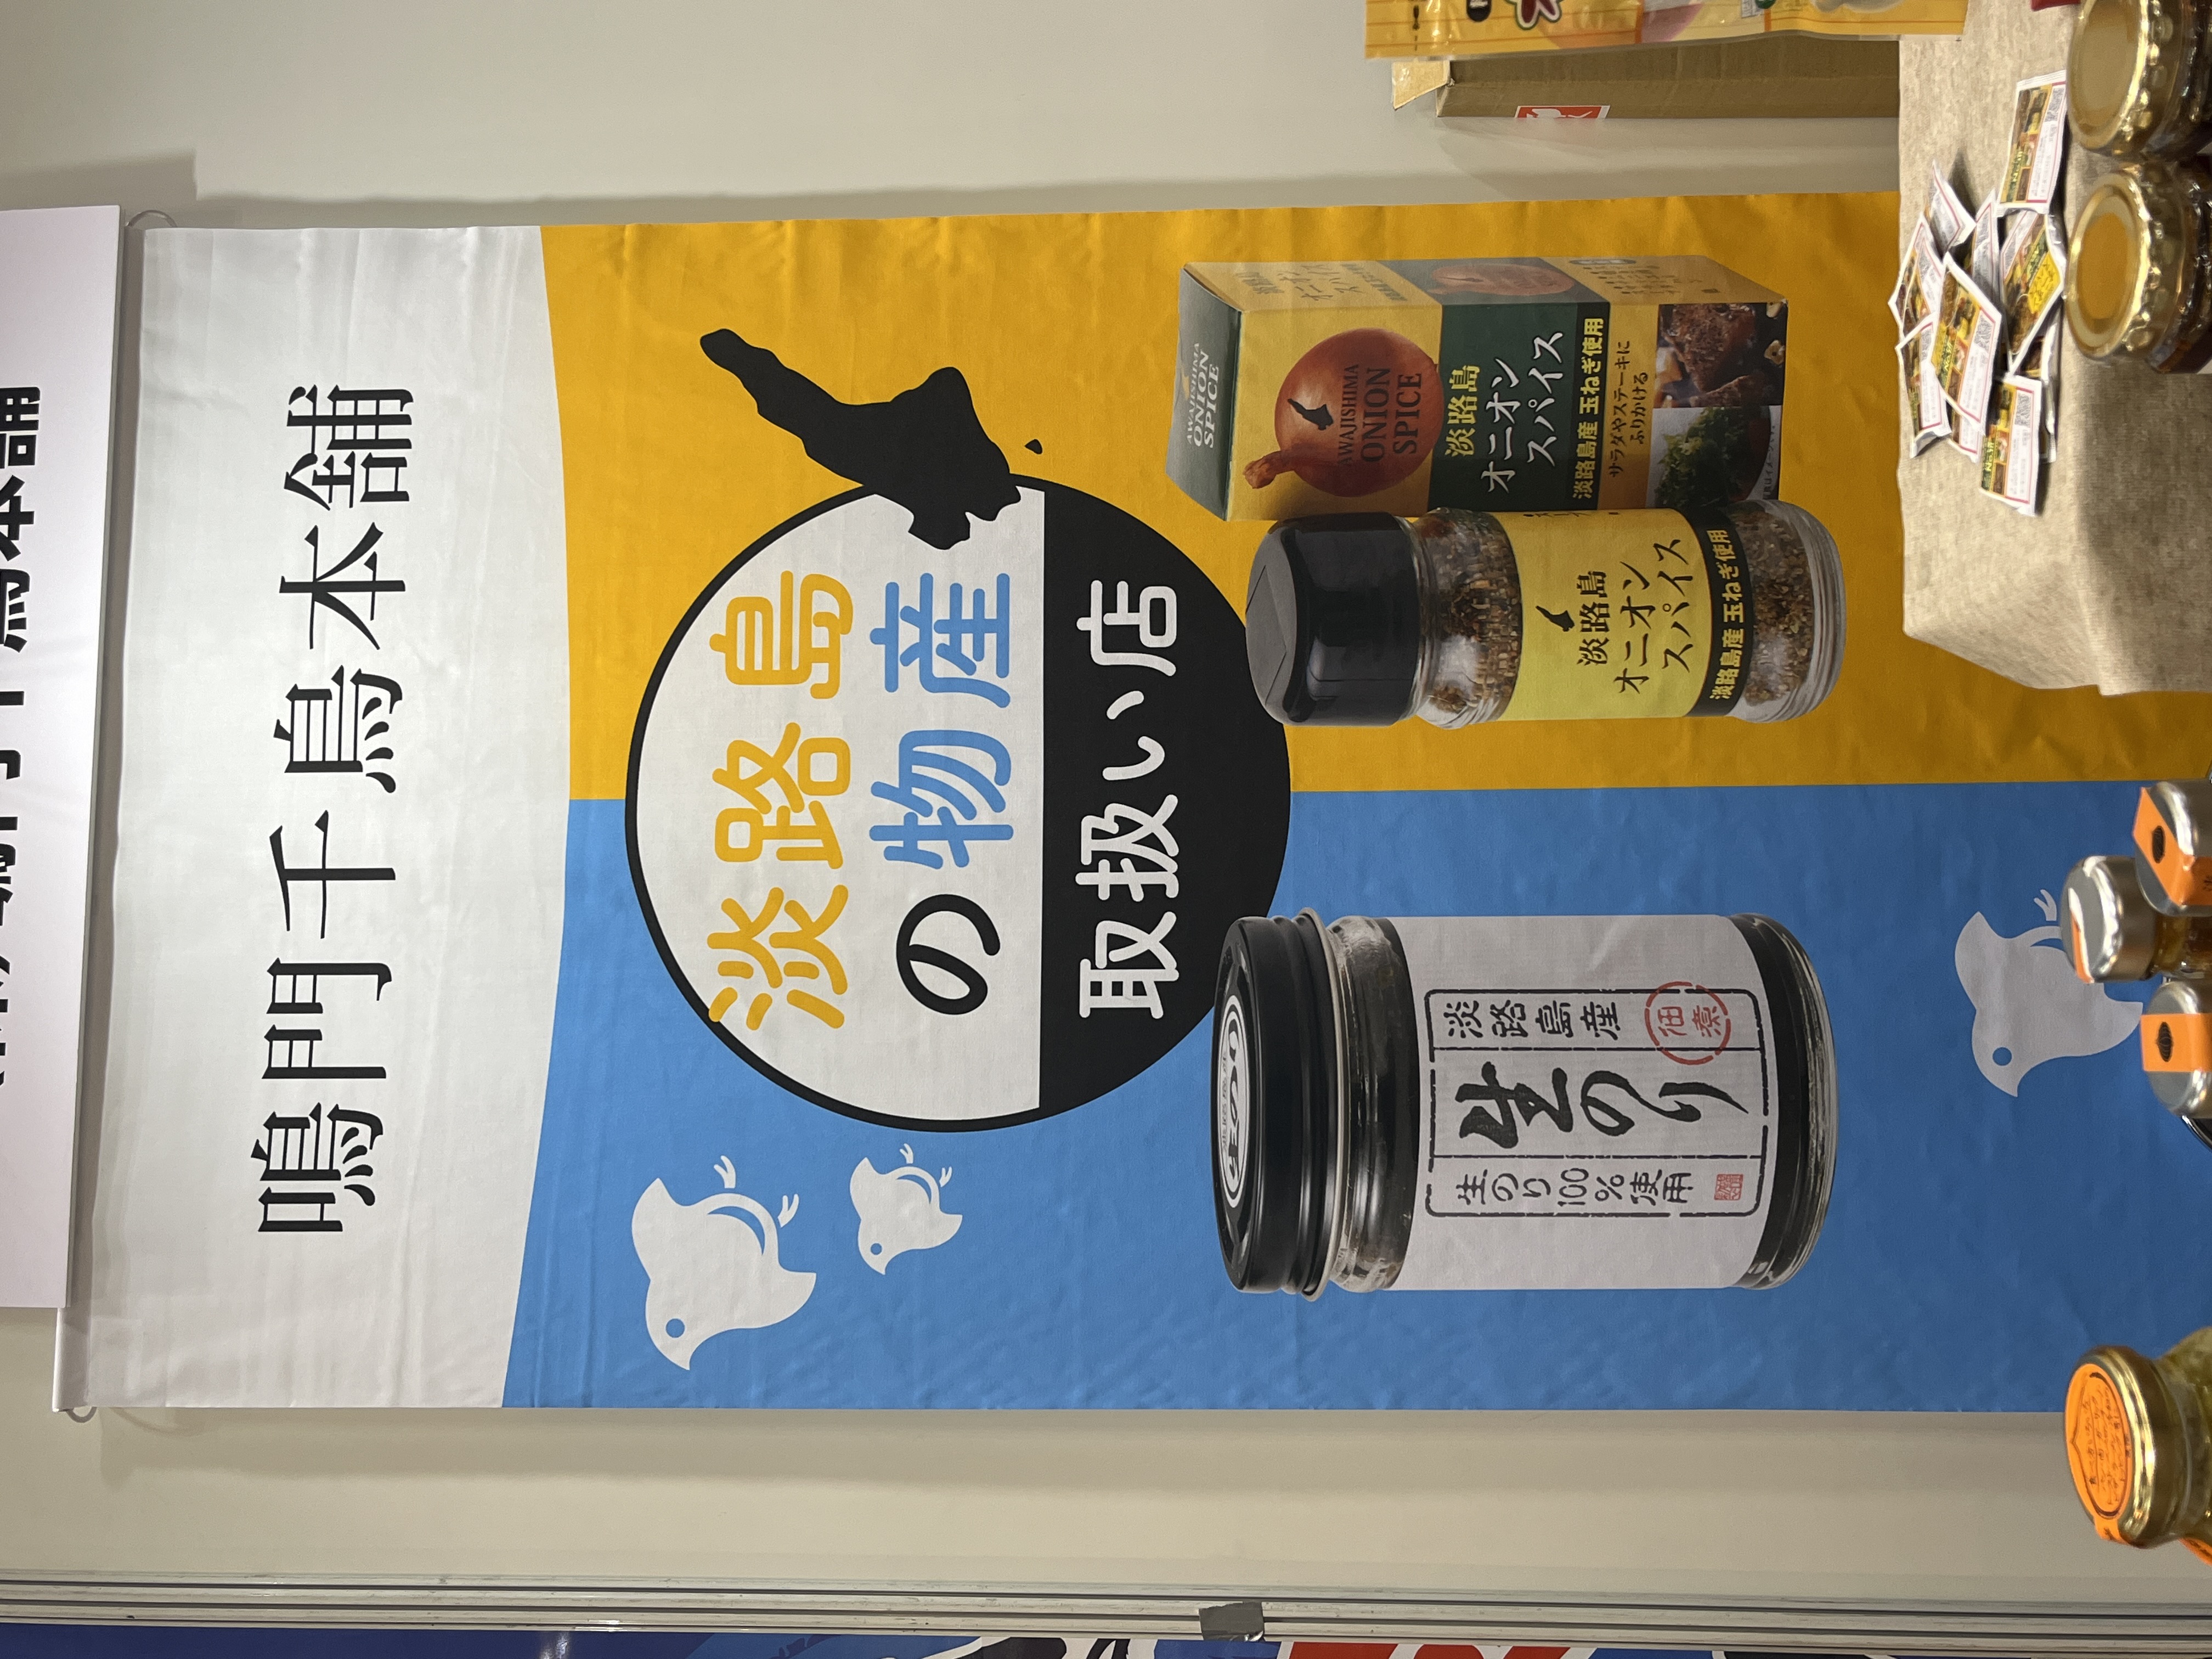 鳴門千鳥本舗
淡路島
の物産
取扱い店
AWAJISHIMA
ONION
SPICE
AWAJISHIMA
ONION
SPICE
淡路島
オニオン
スパイス
淡路島産 玉ねぎ使用
サラダやステーキに
ふりかける
淡路島
オニオン
スパイス
淡路島産 玉ねぎ使用
淡路島産
佃煮
生のり
生のり100%使用